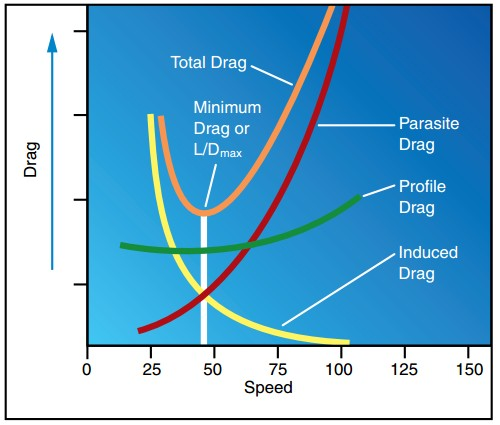 Total Drag
Minimum
Drag or
L/Dmax
Parasite
Drag
Profile
Drag
Induced
Drag
Drag
0 25 50 75 100 125 150
Speed